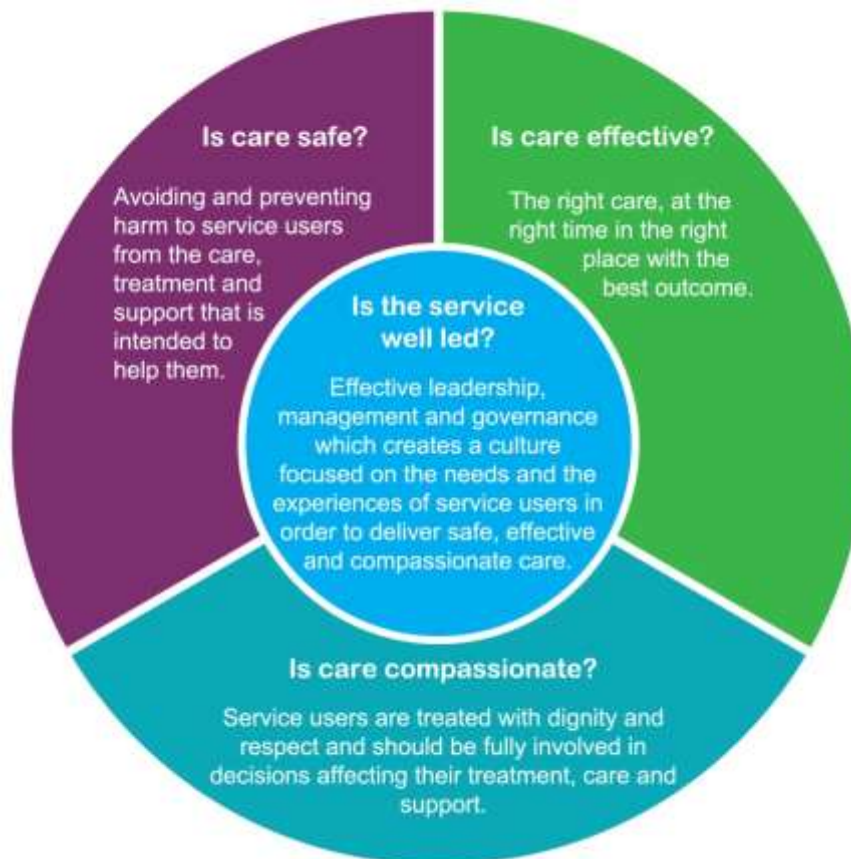 Is care safe?
Avoiding and preventing
harm to service users
from the care,
treatment and
support that is
intended to
help them.
Is care effective?
The right care, at the
right time in the right
place with the
best outcome.
Is the service
well led?
Effective leadership,
management and governance
which creates a culture
focused on the needs and the
experiences of service users in
order to deliver safe, effective
and compassionate care.
Is care compassionate?
Service users are treated with dignity and
respect and should be fully involved in
decisions affecting their treatment, care and
support.